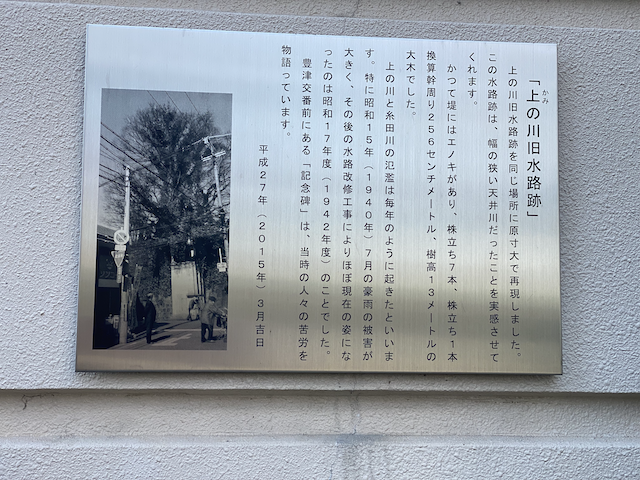 「上の川旧水路跡」
かみ
上の川旧水路跡を同じ場所に原寸大で再現しました。
この水路跡は、幅の狭い天井川だったことを実感させて
くれます。
かつて堤にはエノキがあり、株立ち7本、株立ち1本
換算幹周り256センチメートル、樹高13メートルの
大木でした。
上の川と糸田川の氾濫は毎年のように起きたといいま
す。特に昭和15年(1940年)7月の豪雨の被害が
大きく、その後の水路改修工事によりほぼ現在の姿にな
ったのは昭和17年度(1942年度)のことでした。
豊津交番前にある「記念碑」は、当時の人々の苦労を
物語っています。
平成27年(2015年)3月吉日